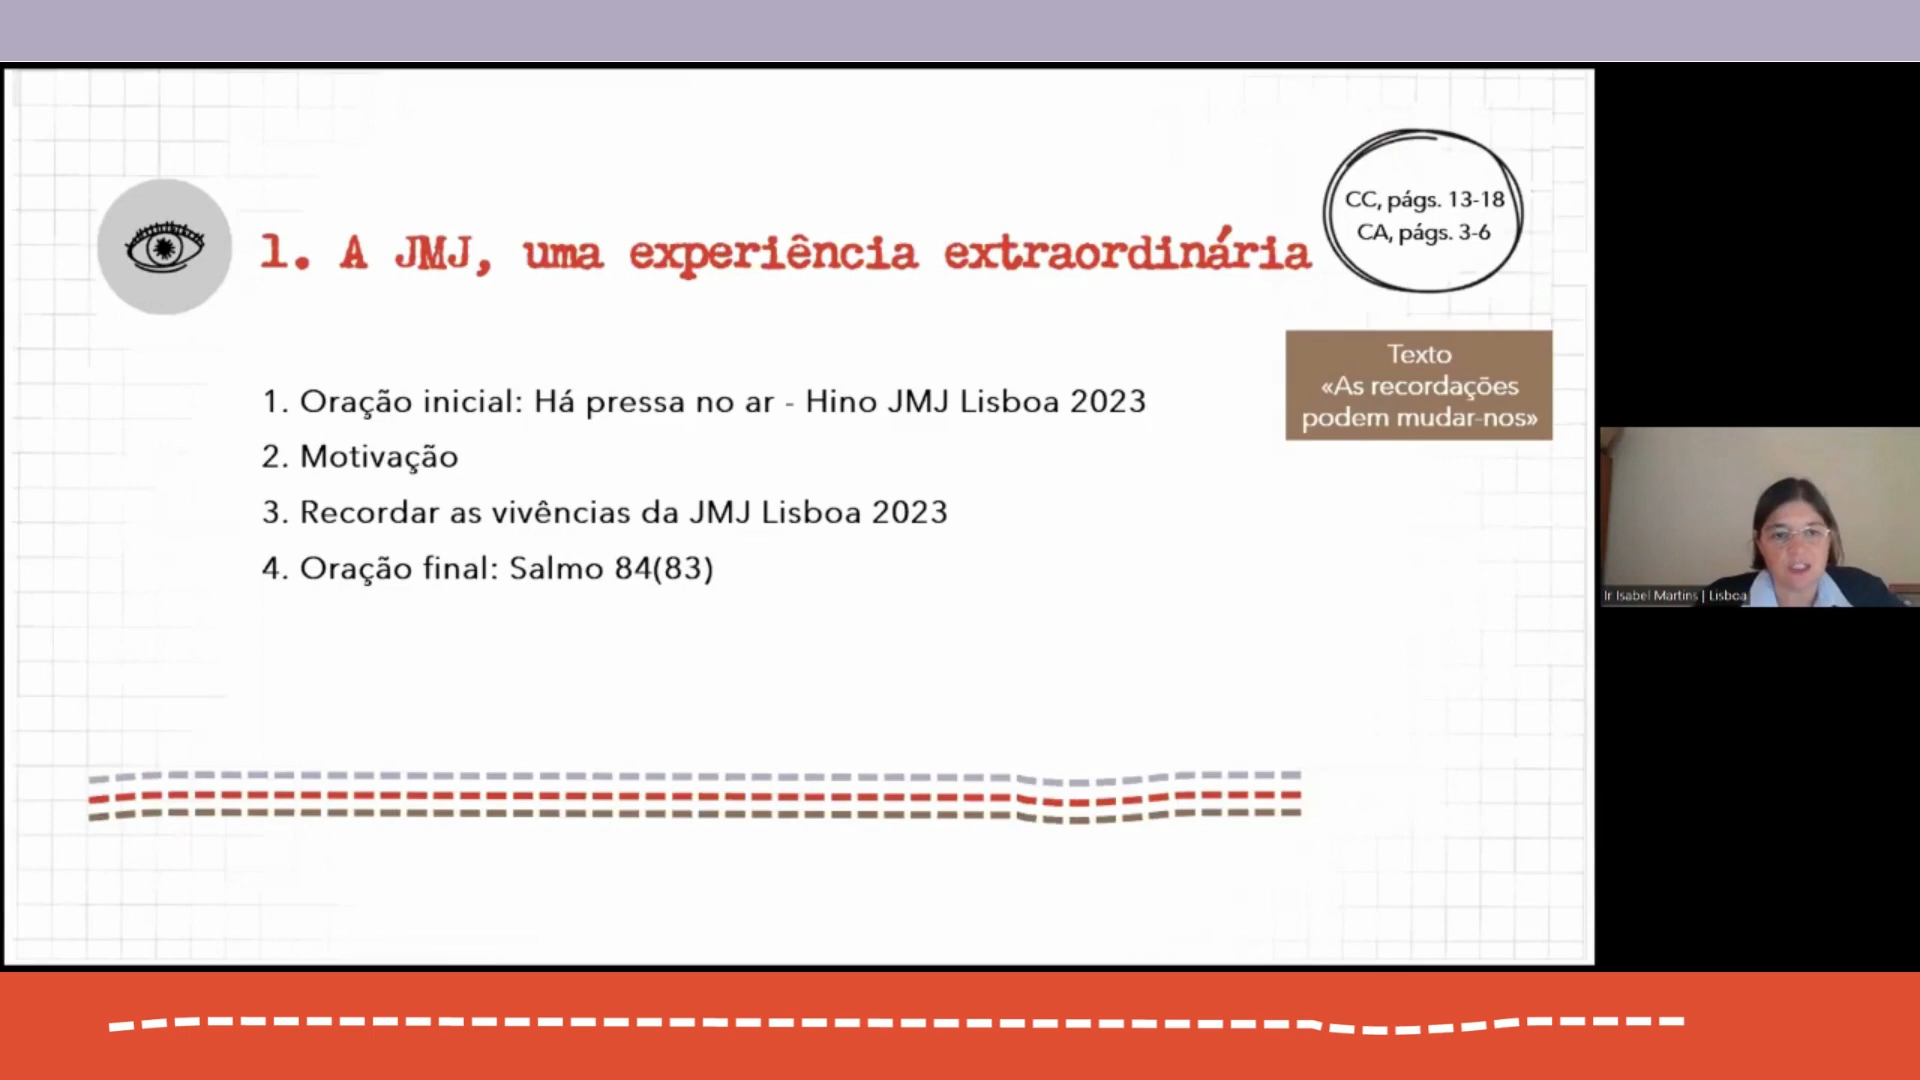 CC, págs. 13-18
CA, págs. 3-6
1. A JMJ, uma experiência extraordinária
Texto
«As recordações
podem mudar-nos»
1. Oração inicial: Há pressa no ar - Hino JMJ Lisboa 2023
2. Motivação
3. Recordar as vivências da JMJ Lisboa 2023
4. Oração final: Salmo 84(83)
Ir Isabel Martins | Lisboa